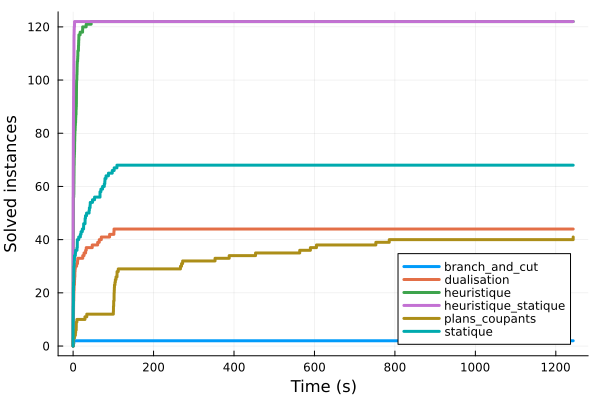 Solved instances
120
100
80
60
40
20
0
branch_and_cut
dualisation
heuristique
heuristique_statique
plans_coupants
statique
0 200 400 600 800 1000 1200
Time (s)